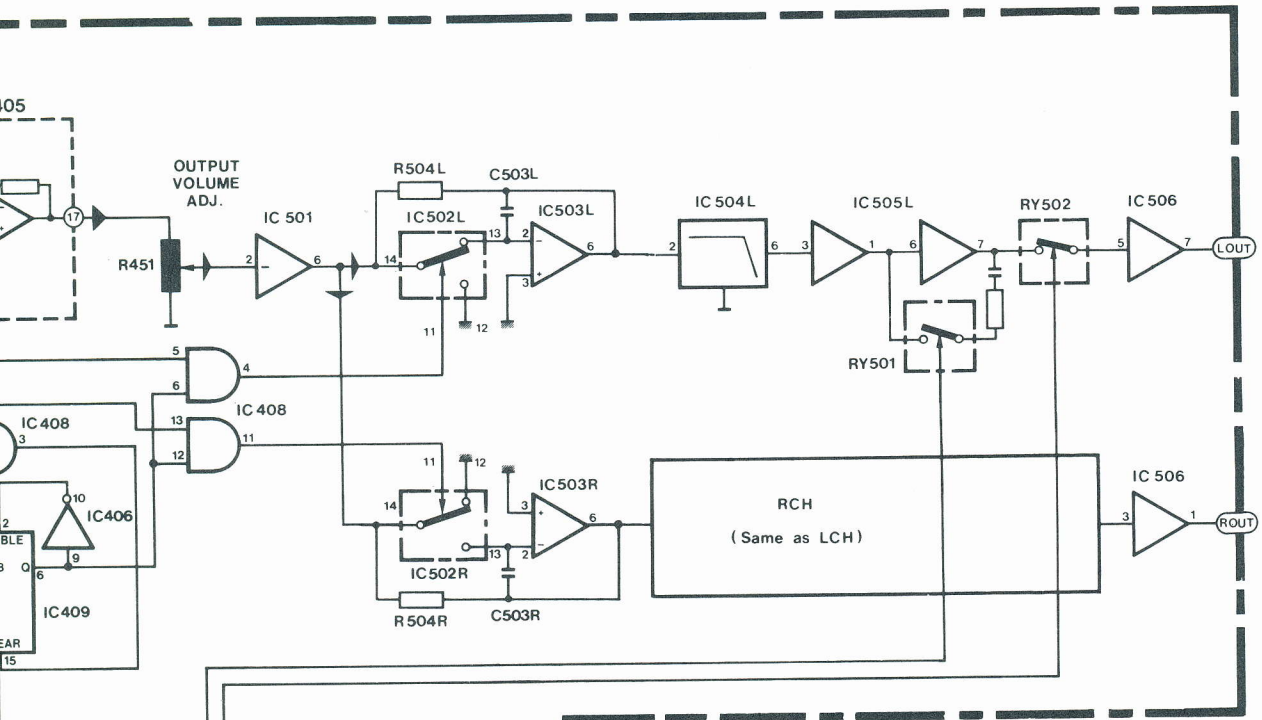 405
OUTPUT
VOLUME
ADJ.
17
R451
IC 501
2
-
6
R504L
C503L
IC502L
14
13
11
12
IC503L
2
-
+
3
6
IC 504L
2
6
IC505L
3
1
6
7
RY502
IC 506
5
7
LOUT
RY501
5
6
4
IC 408
13
12
11
IC408
3
10
IC406
9
2
BLE
Q
6
IC409
EAR
15
11
12
14
13
IC502R
IC503R
3
+
-
2
6
R504R
C503R
RCH
(Same as LCH)
IC 506
3
1
ROUT